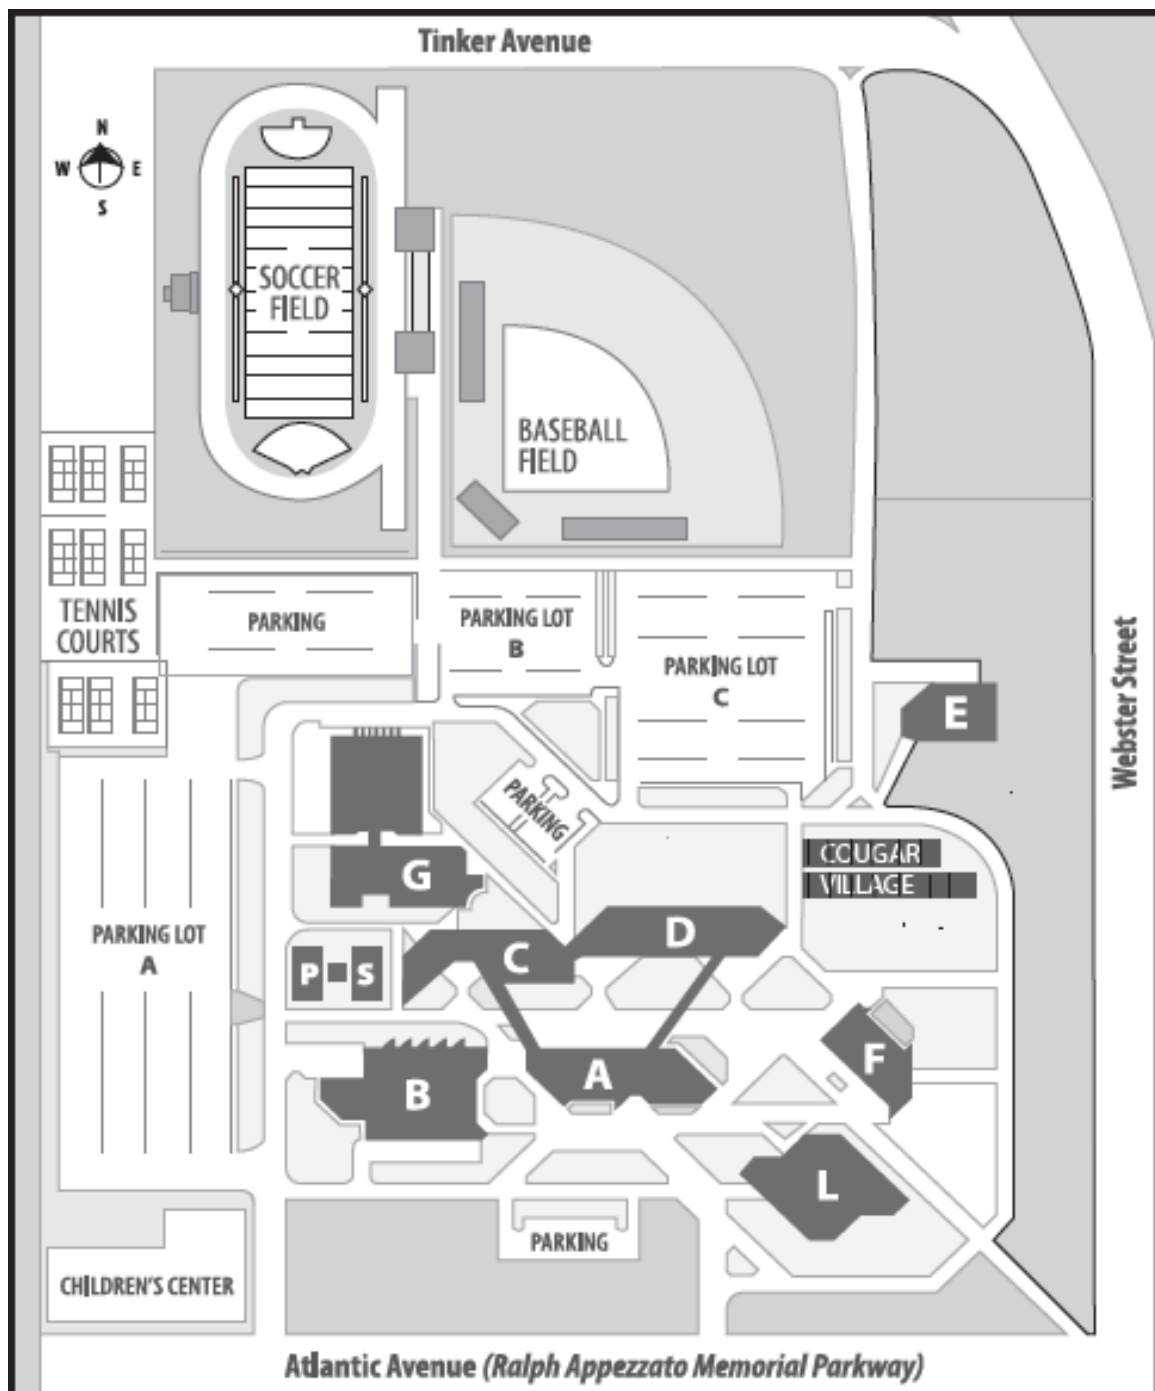 Tinker Avenue
N
W E
S
SOCCER
FIELD
BASEBALL
FIELD
TENNIS
COURTS
PARKING
PARKING LOT
B
PARKING LOT
C
E
Webster Street
PARKING
COUGAR
VILLAGE
G
D
C
P S
PARKING LOT
A
F
A
B
L
PARKING
CHILDREN'S CENTER
Atlantic Avenue (Ralph Appezzato Memorial Parkway)